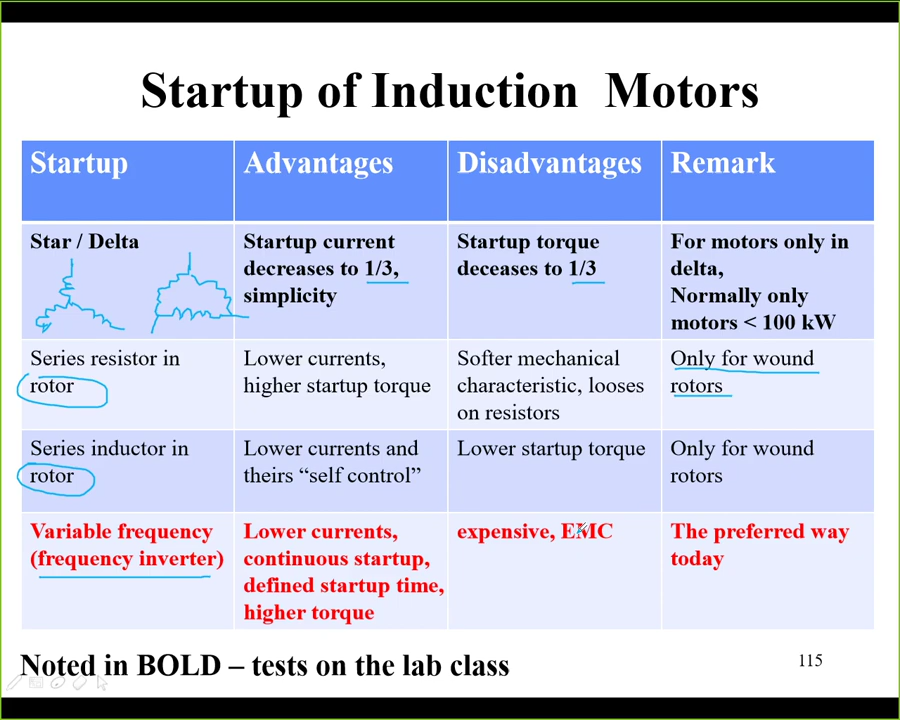 Startup of Induction Motors
Startup
Advantages
Disadvantages
Remark
Star / Delta
Startup current
decreases to 1/3,
simplicity
Startup torque
deceases to 1/3
For motors only in
delta,
Normally only
motors < 100 kW
Series resistor in
rotor
Lower currents,
higher startup torque
Softer mechanical
characteristic, looses
on resistors
Only for wound
rotors
Series inductor in
rotor
Lower currents and
theirs “self control”
Lower startup torque
Only for wound
rotors
Variable frequency
(frequency inverter)
Lower currents,
continuous startup,
defined startup time,
higher torque
expensive, EMC
The preferred way
today
Noted in BOLD – tests on the lab class
115